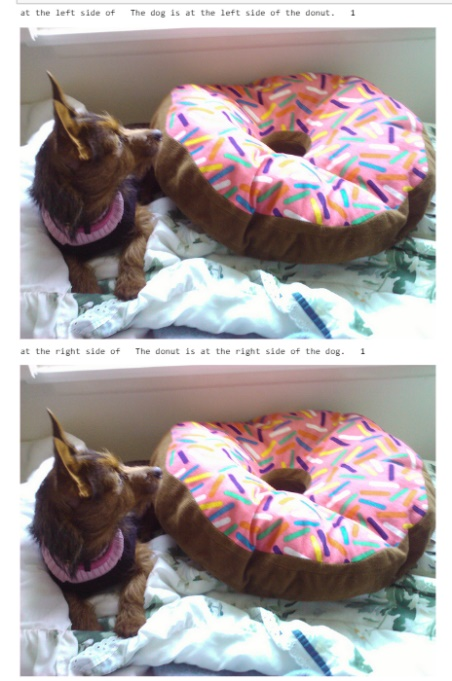 at the left side of   The dog is at the left side of the donut.   1
at the right side of   The donut is at the right side of the dog.   1